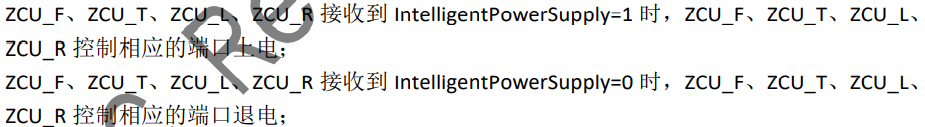 ZCU_F、ZCU_T、ZCU_L、ZCU_R 接收到 IntelligentPowerSupply=1 时，ZCU_F、ZCU_T、ZCU_L、
ZCU_R 控制相应的端口上电；
ZCU_F、ZCU_T、ZCU_L、ZCU_R 接收到 IntelligentPowerSupply=0 时，ZCU_F、ZCU_T、ZCU_L、
ZCU_R 控制相应的端口退电；